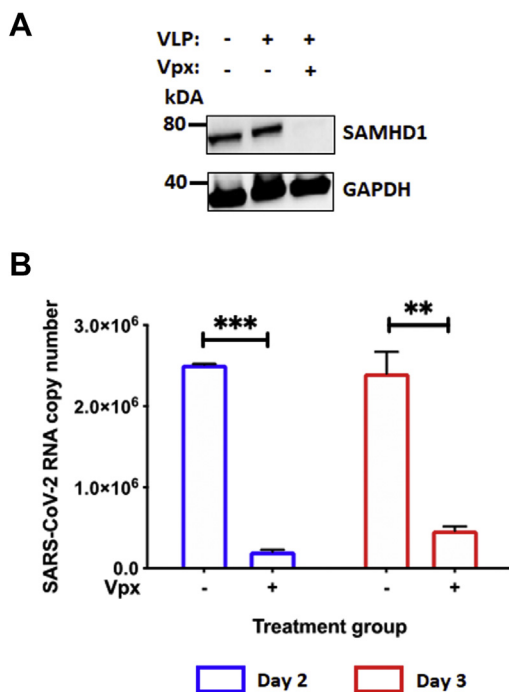 A
VLP: - + +
Vpx: - - +
kDA
80 SAMHD1
40 GAPDH
B
SARS-CoV-2 RNA copy number
*** **
3.0×10⁶
2.0×10⁶
1.0×10⁶
0.0
Vpx - + - +
Treatment group
Day 2 Day 3